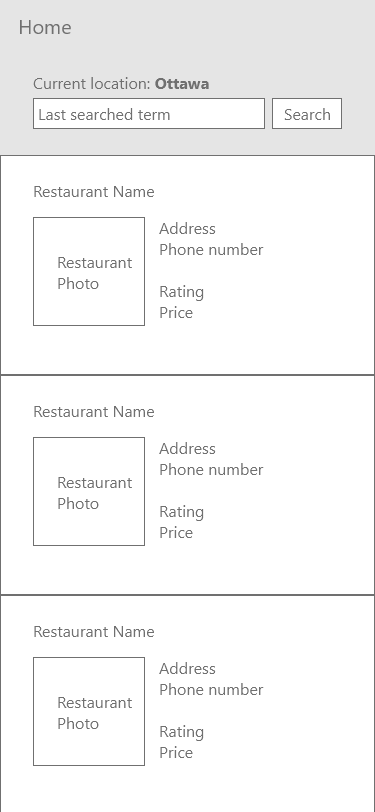 Home
Current location: Ottawa
Last searched term Search
Restaurant Name
Restaurant
Photo
Address
Phone number
Rating
Price
Restaurant Name
Restaurant
Photo
Address
Phone number
Rating
Price
Restaurant Name
Restaurant
Photo
Address
Phone number
Rating
Price